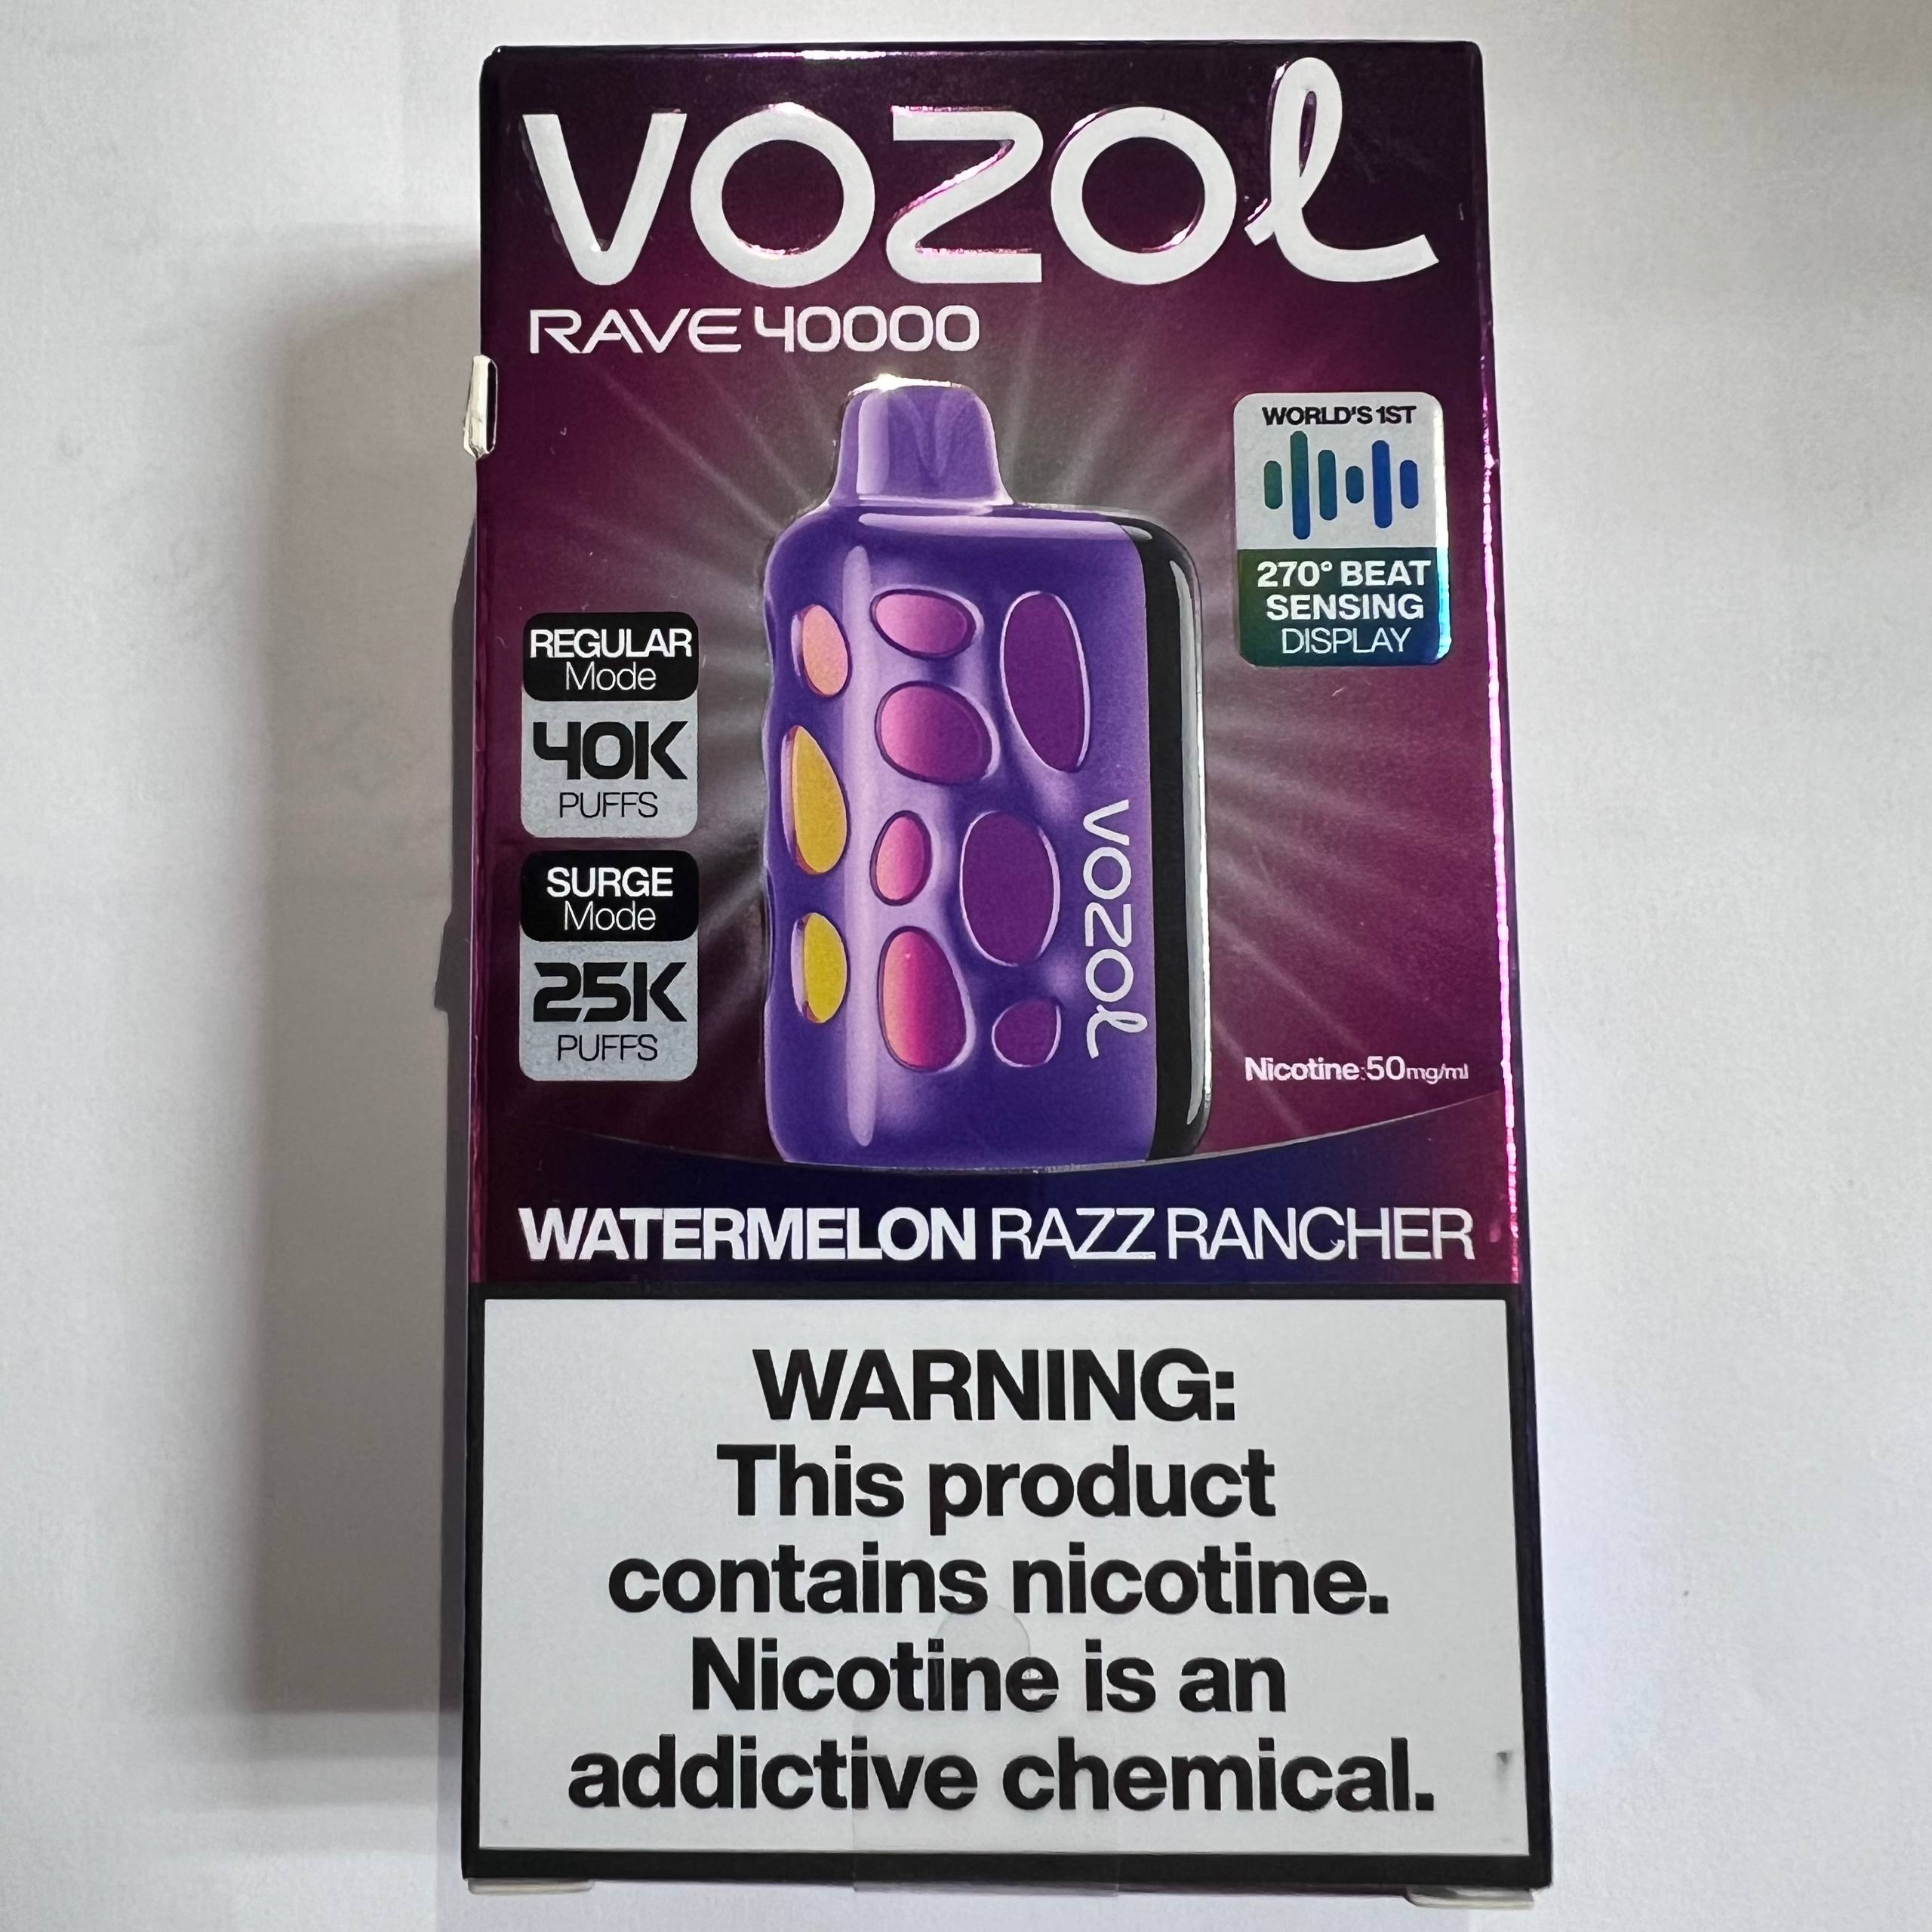 VOZOL
RAVE 40000
WORLD'S 1ST
270° BEAT
SENSING
DISPLAY
REGULAR
Mode
40K
PUFFS
SURGE
Mode
25K
PUFFS
VOZOL
Nicotine:50mg/ml
WATERMELON RAZZ RANCHER
WARNING:
This product
contains nicotine.
Nicotine is an
addictive chemical.